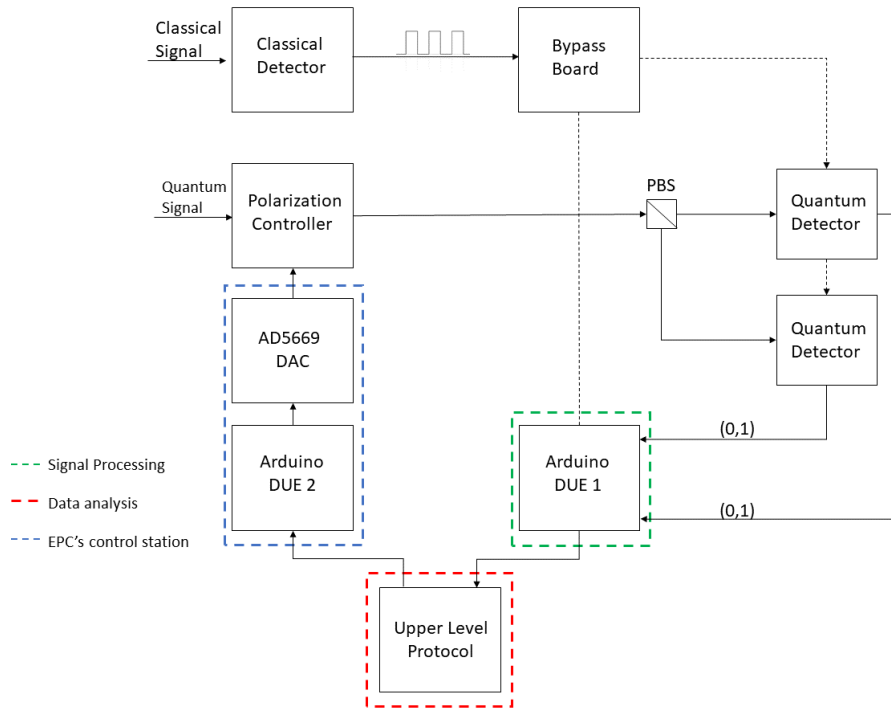 Classical
Signal
Classical
Detector
Bypass
Board
Quantum
Signal
Polarization
Controller
PBS
Quantum
Detector
Quantum
Detector
AD5669
DAC
(0,1)
Arduino
DUE 2
Arduino
DUE 1
(0,1)
Signal Processing
Data analysis
EPC's control station
Upper Level
Protocol